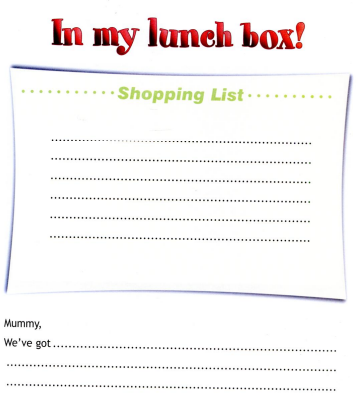 In my lunch box!
Shopping List
Mummy,
We've got